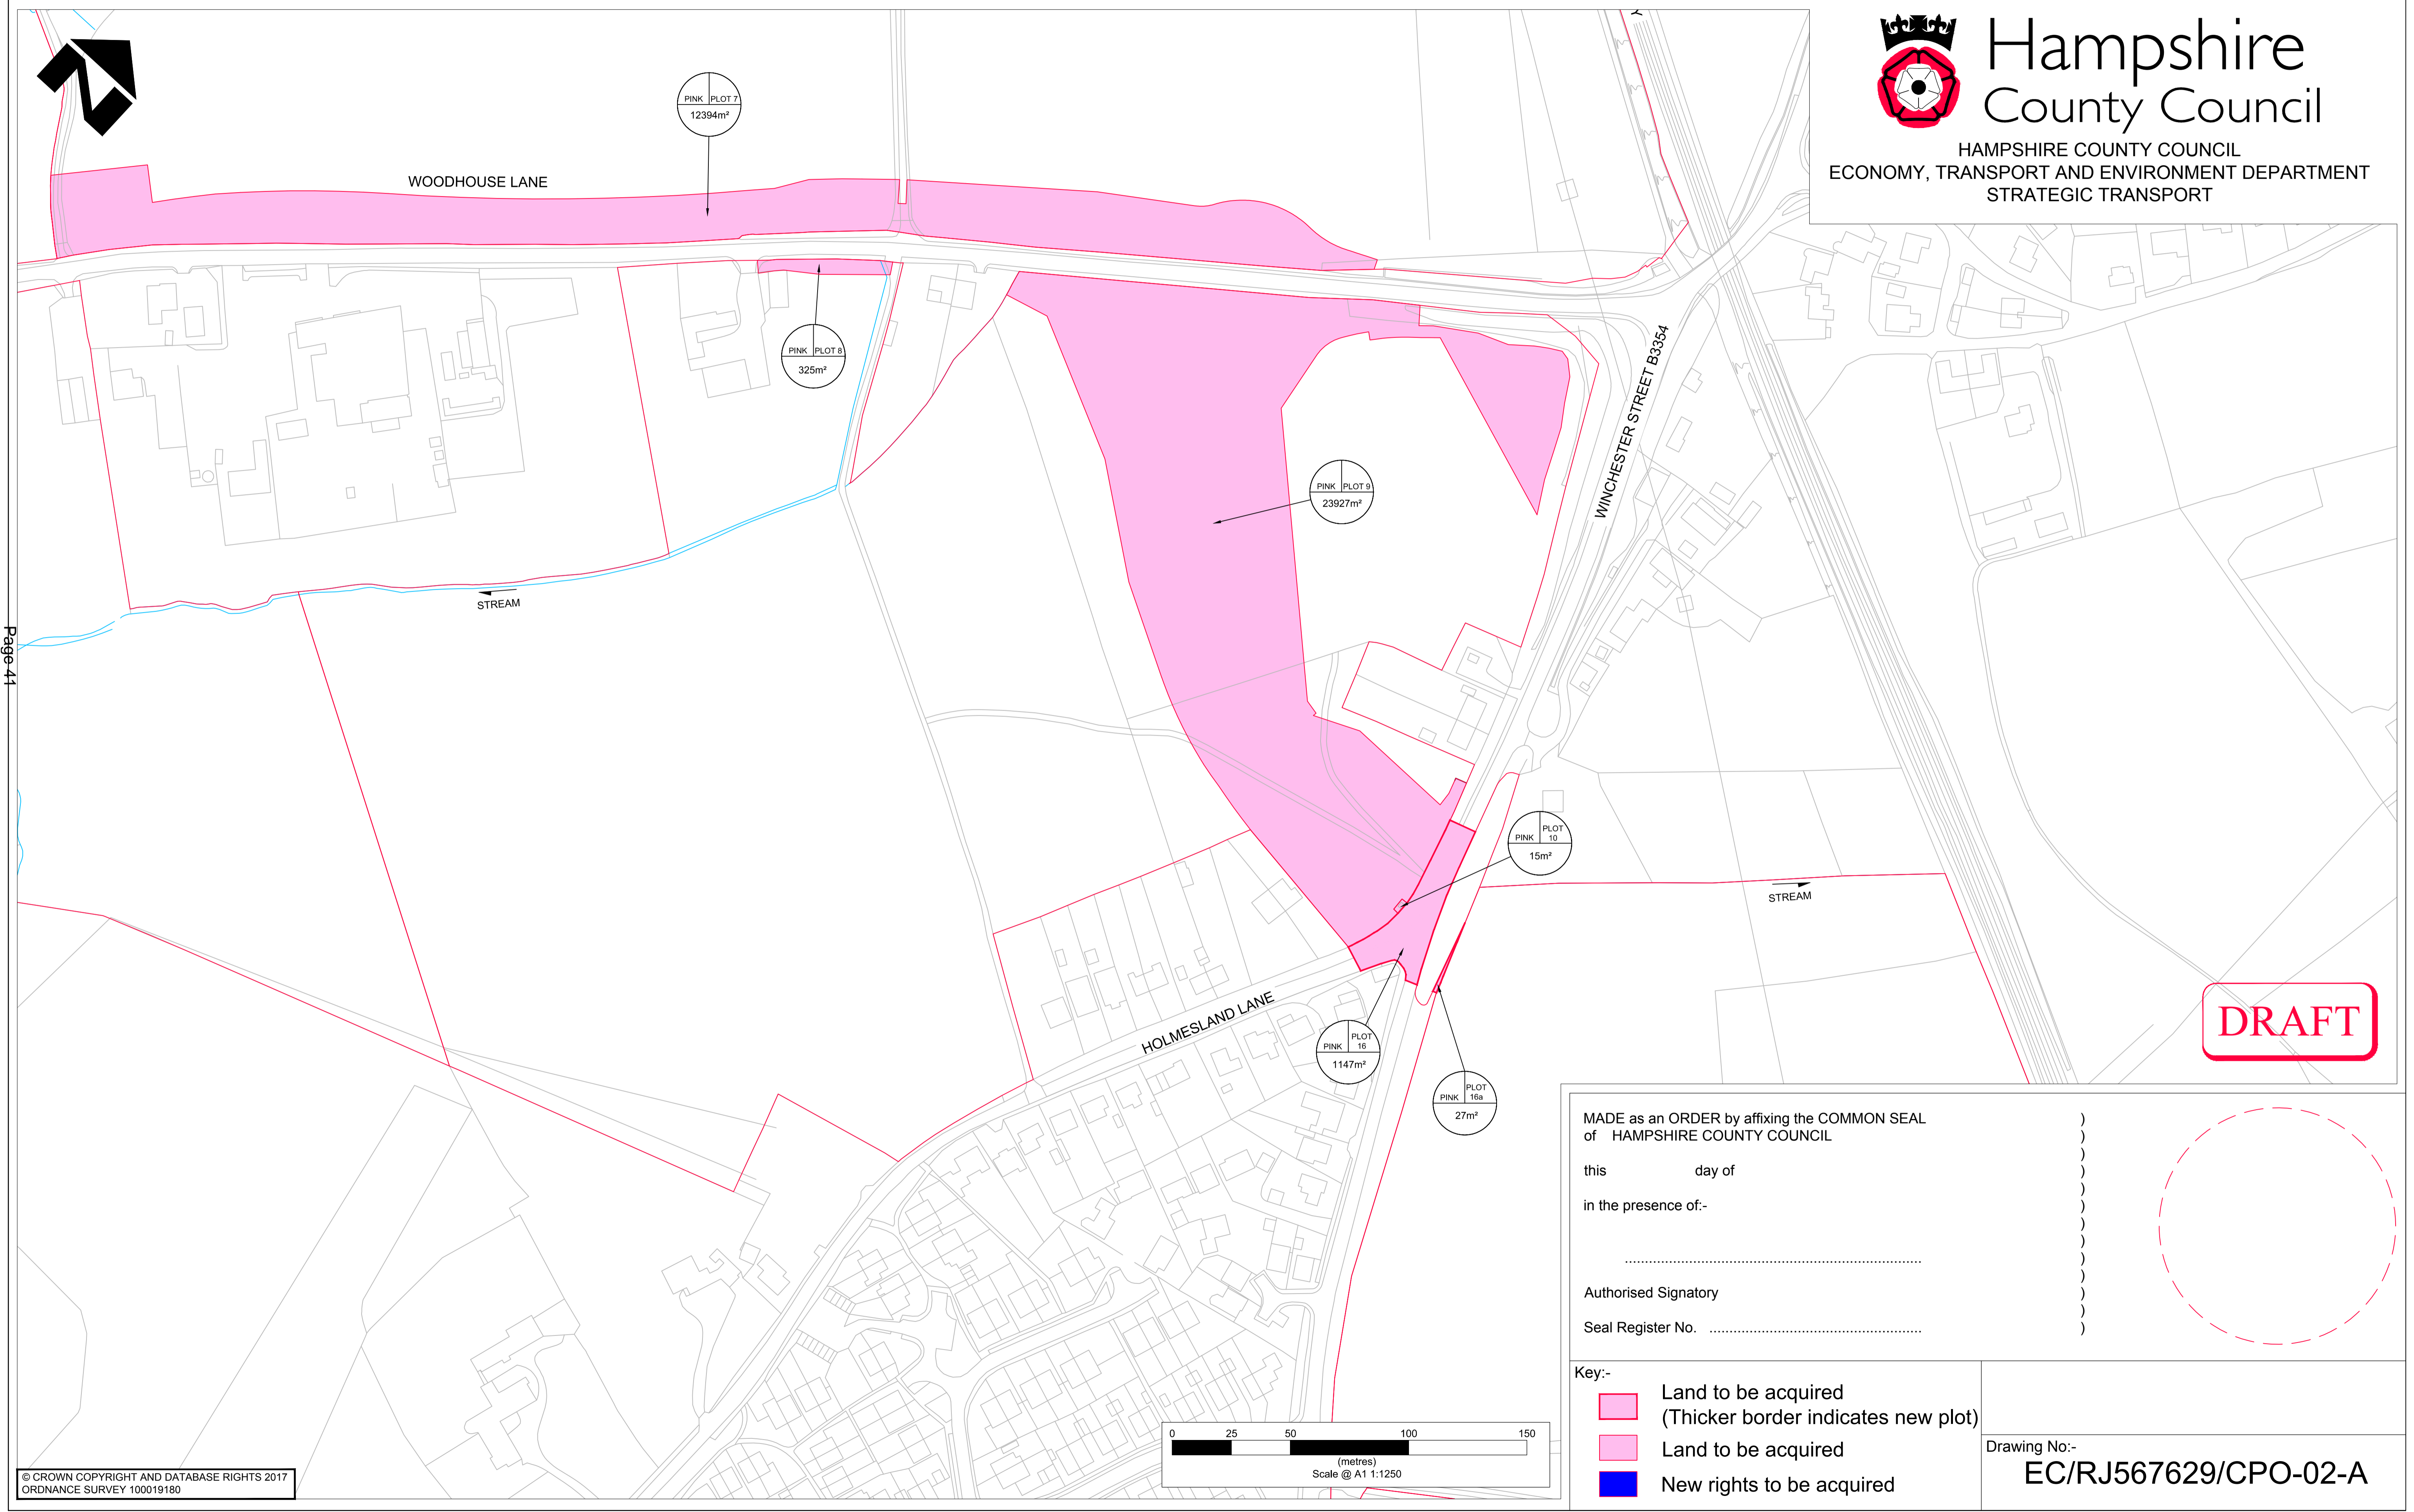 Hampshire
County Council
HAMPSHIRE COUNTY COUNCIL
ECONOMY, TRANSPORT AND ENVIRONMENT DEPARTMENT
STRATEGIC TRANSPORT
Y
PINK PLOT 7
12394m²
WOODHOUSE LANE
PINK PLOT 8
325m²
WINCHESTER STREET B3354
PINK PLOT 9
23927m²
STREAM
Page 41
PINK PLOT 10
15m²
STREAM
HOLMESLAND LANE
PINK PLOT 16
1147m²
PINK PLOT 16a
27m²
DRAFT
MADE as an ORDER by affixing the COMMON SEAL )
of HAMPSHIRE COUNTY COUNCIL )
)
this day of )
)
in the presence of:- )
)
)
.......................................................................... )
)
Authorised Signatory )
)
Seal Register No. ..................................................... )
Key:-
Land to be acquired
(Thicker border indicates new plot)
Land to be acquired
New rights to be acquired
Drawing No:-
EC/RJ567629/CPO-02-A
0 25 50 100 150
(metres)
Scale @ A1 1:1250
© CROWN COPYRIGHT AND DATABASE RIGHTS 2017
ORDNANCE SURVEY 100019180